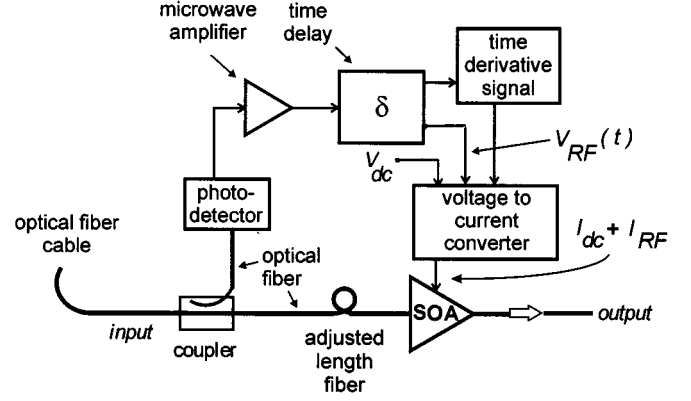 microwave
amplifier
time
delay
time
derivative
signal
δ
V_RF(t)
V_dc
photo-
detector
voltage to
current
converter
I_dc + I_RF
optical fiber
cable
optical
fiber
SOA
input
output
coupler
adjusted
length
fiber